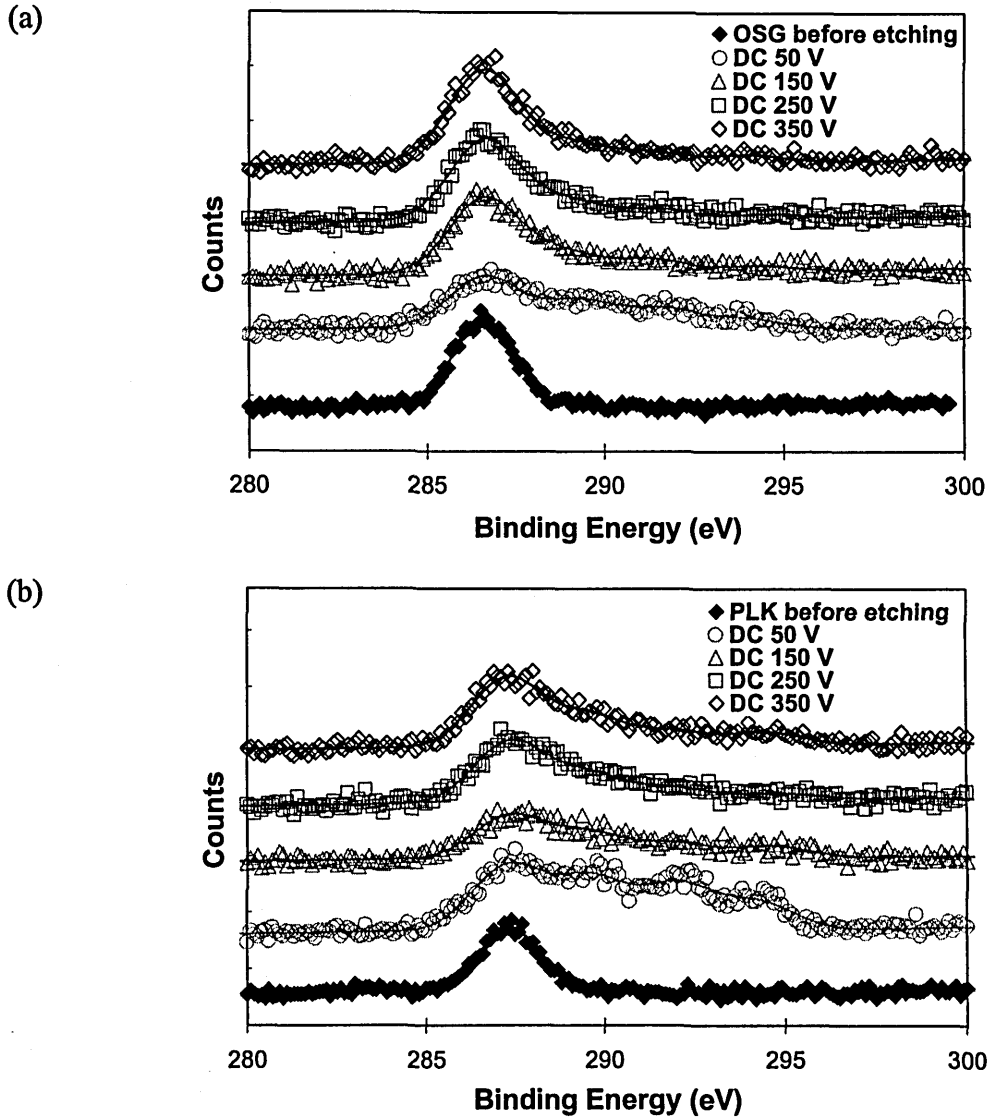 (a)
OSG before etching
DC 50 V
DC 150 V
DC 250 V
DC 350 V
Counts
280 285 290 295 300
Binding Energy (eV)
(b)
PLK before etching
DC 50 V
DC 150 V
DC 250 V
DC 350 V
Counts
280 285 290 295 300
Binding Energy (eV)